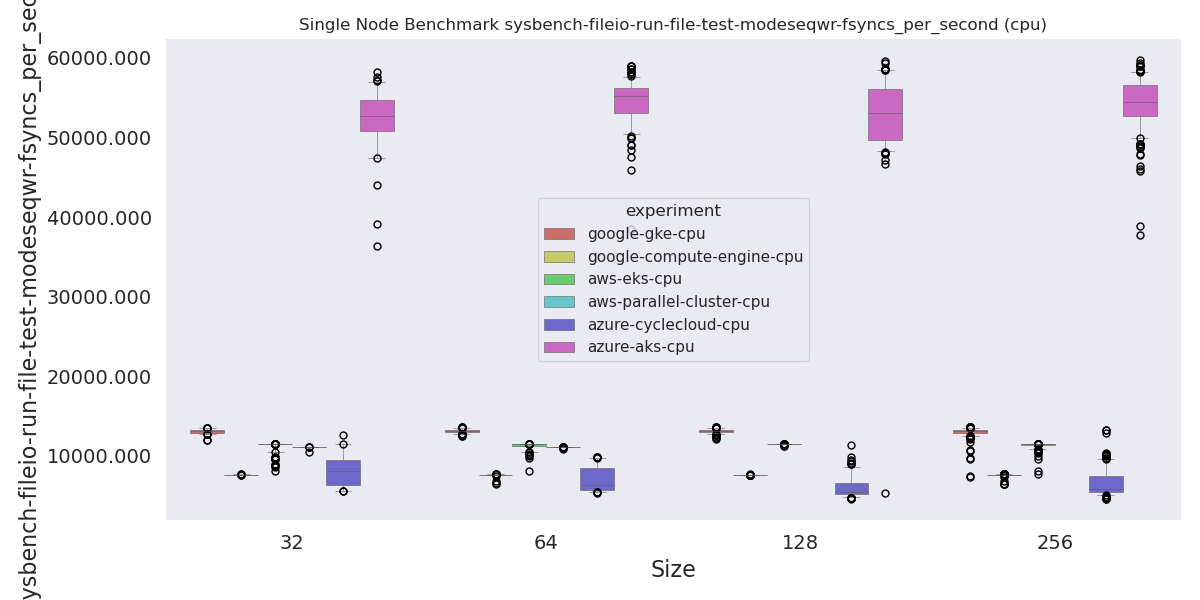 Single Node Benchmark sysbench-fileio-run-file-test-modeseqwr-fsyncs_per_second (cpu)
ysbench-fileio-run-file-test-modeseqwr-fsyncs_per_sec
60000.000
50000.000
40000.000
30000.000
20000.000
10000.000
experiment
google-gke-cpu
google-compute-engine-cpu
aws-eks-cpu
aws-parallel-cluster-cpu
azure-cyclecloud-cpu
azure-aks-cpu
32 64 128 256
Size